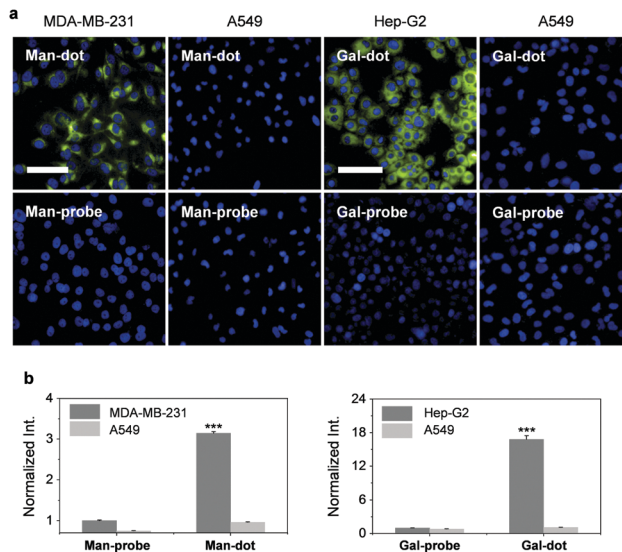 a
MDA-MB-231 A549 Hep-G2 A549
Man-dot Man-dot Gal-dot Gal-dot
Man-probe Man-probe Gal-probe Gal-probe
b
Normalized Int.
4
3
2
1
MDA-MB-231
A549
***
Man-probe Man-dot
Normalized Int.
24
18
12
6
0
Hep-G2
A549
***
Gal-probe Gal-dot